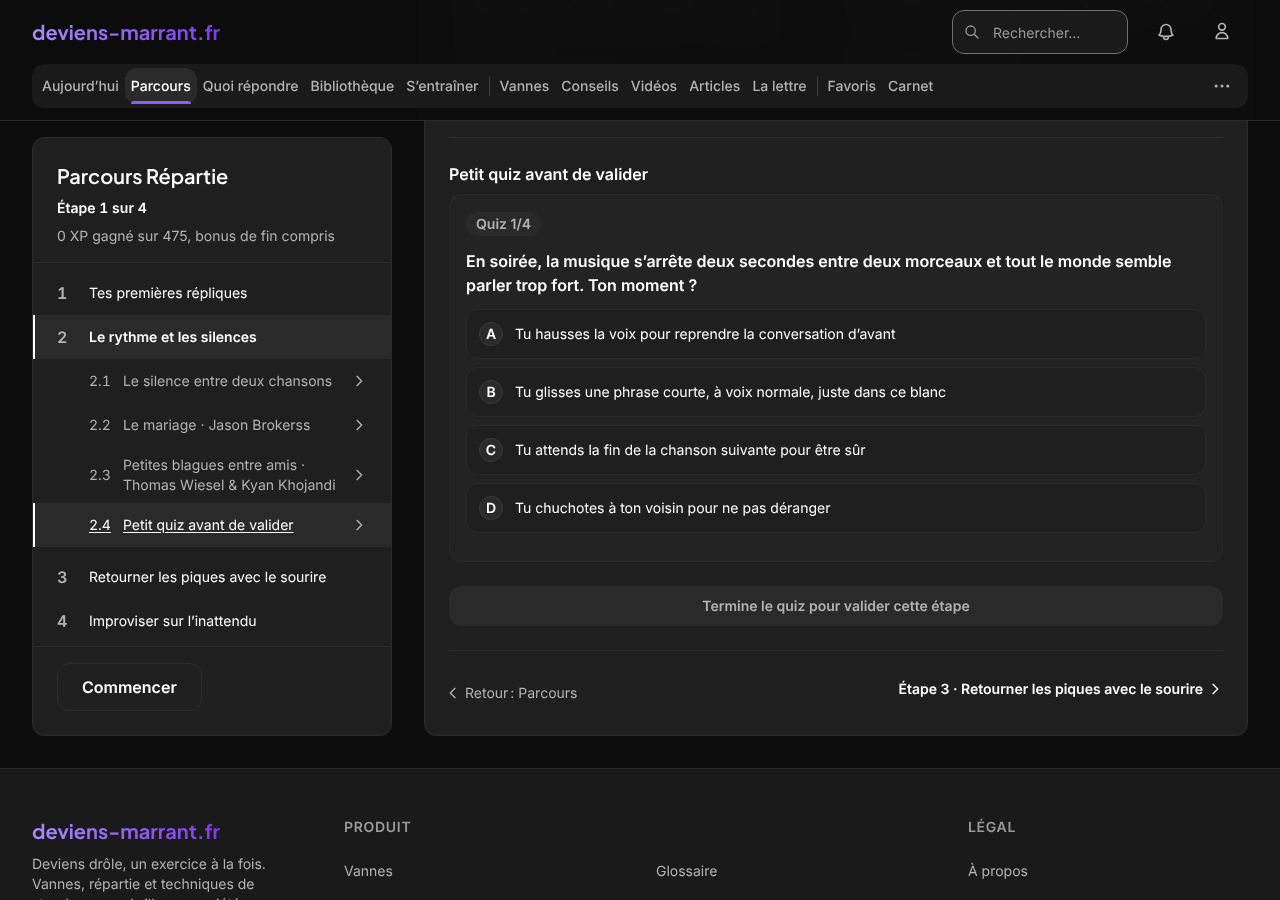 deviens-marrant.fr
Rechercher...
Aujourd’hui Parcours Quoi répondre Bibliothèque S’entraîner Vannes Conseils Vidéos Articles La lettre Favoris Carnet
Parcours Répartie
Étape 1 sur 4
0 XP gagné sur 475, bonus de fin compris
1 Tes premières répliques
2 Le rythme et les silences
2.1 Le silence entre deux chansons
2.2 Le mariage · Jason Brokerss
2.3 Petites blagues entre amis ·
Thomas Wiesel & Kyan Khojandi
2.4 Petit quiz avant de valider
3 Retourner les piques avec le sourire
4 Improviser sur l’inattendu
Commencer
Petit quiz avant de valider
Quiz 1/4
En soirée, la musique s’arrête deux secondes entre deux morceaux et tout le monde semble
parler trop fort. Ton moment ?
A Tu hausses la voix pour reprendre la conversation d’avant
B Tu glisses une phrase courte, à voix normale, juste dans ce blanc
C Tu attends la fin de la chanson suivante pour être sûr
D Tu chuchotes à ton voisin pour ne pas déranger
Termine le quiz pour valider cette étape
Retour : Parcours
Étape 3 · Retourner les piques avec le sourire
deviens-marrant.fr
Deviens drôle, un exercice à la fois.
Vannes, répartie et techniques de
PRODUIT
Vannes
Glossaire
LÉGAL
À propos